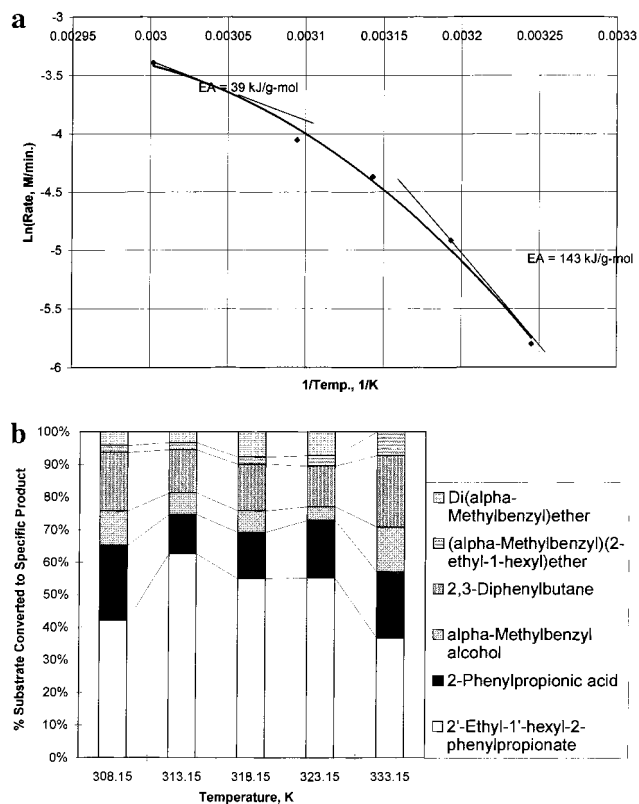 a
-3
0.00295 0.003 0.00305 0.0031 0.00315 0.0032 0.00325 0.0033
-3.5
EA = 39 kJ/g-mol
-4
-4.5
-5
EA = 143 kJ/g-mol
-5.5
-6
Ln(Rate, M/min.)
1/Temp., 1/K
b
100%
90%
80%
70%
60%
50%
40%
30%
20%
10%
0%
% Substrate Converted to Specific Product
308.15 313.15 318.15 323.15 333.15
Temperature, K
Di(alpha-
Methylbenzyl)ether
(alpha-Methylbenzyl)(2-
ethyl-1-hexyl)ether
2,3-Diphenylbutane
alpha-Methylbenzyl
alcohol
2-Phenylpropionic acid
2'-Ethyl-1'-hexyl-2-
phenylpropionate